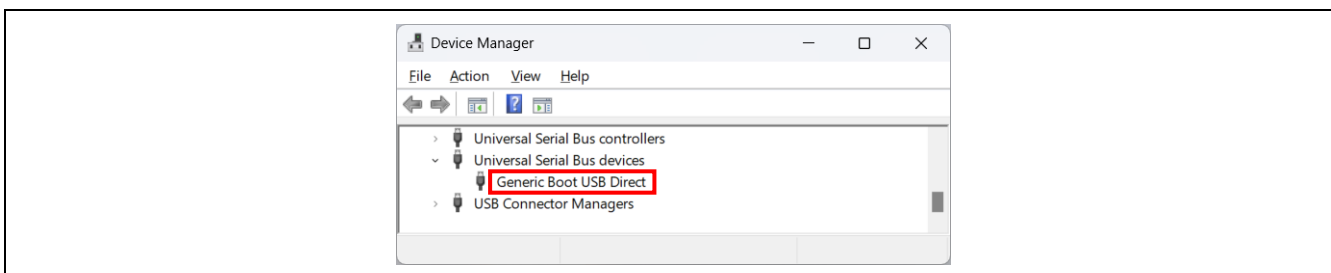 Device Manager
File Action View Help
Universal Serial Bus controllers
Universal Serial Bus devices
Generic Boot USB Direct
USB Connector Managers